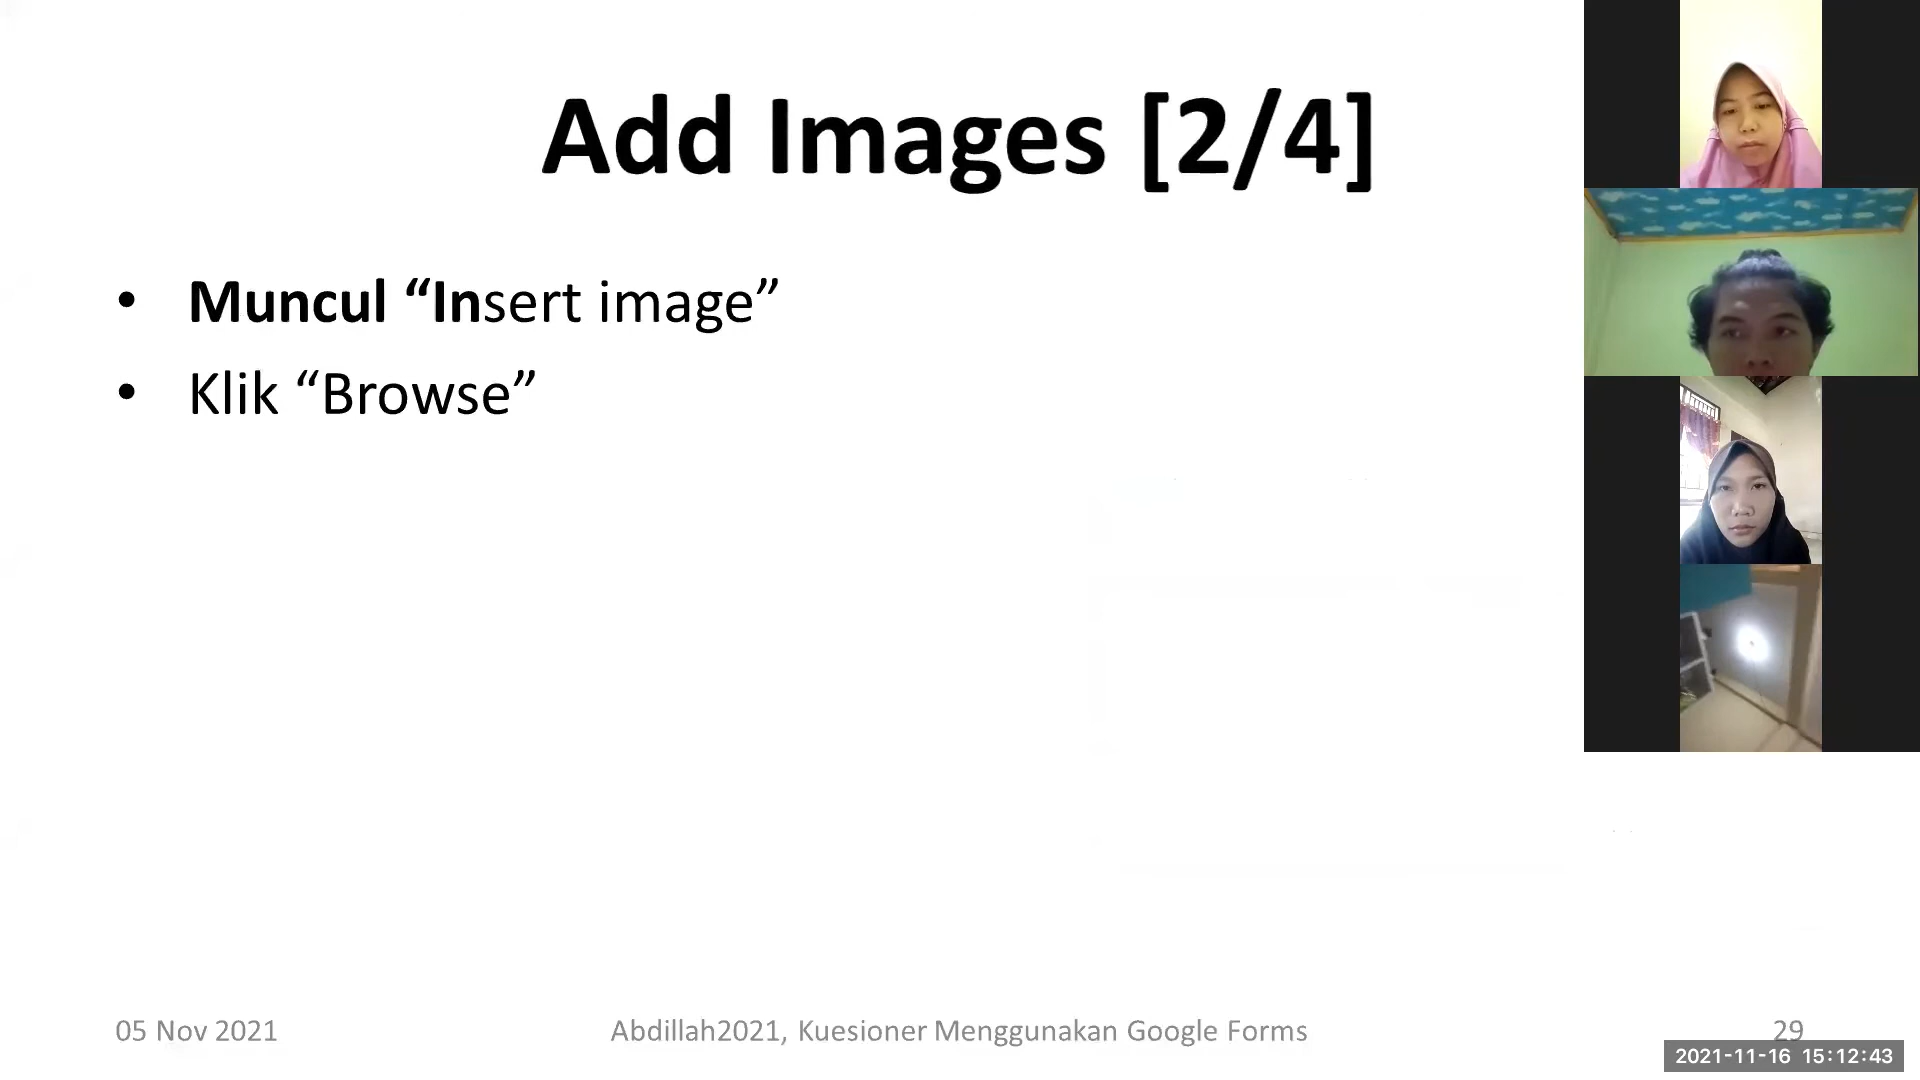 Add Images [2/4]
• Muncul “Insert image”
• Klik “Browse”
05 Nov 2021
Abdillah2021, Kuesioner Menggunakan Google Forms
29
2021-11-16 15:12:43